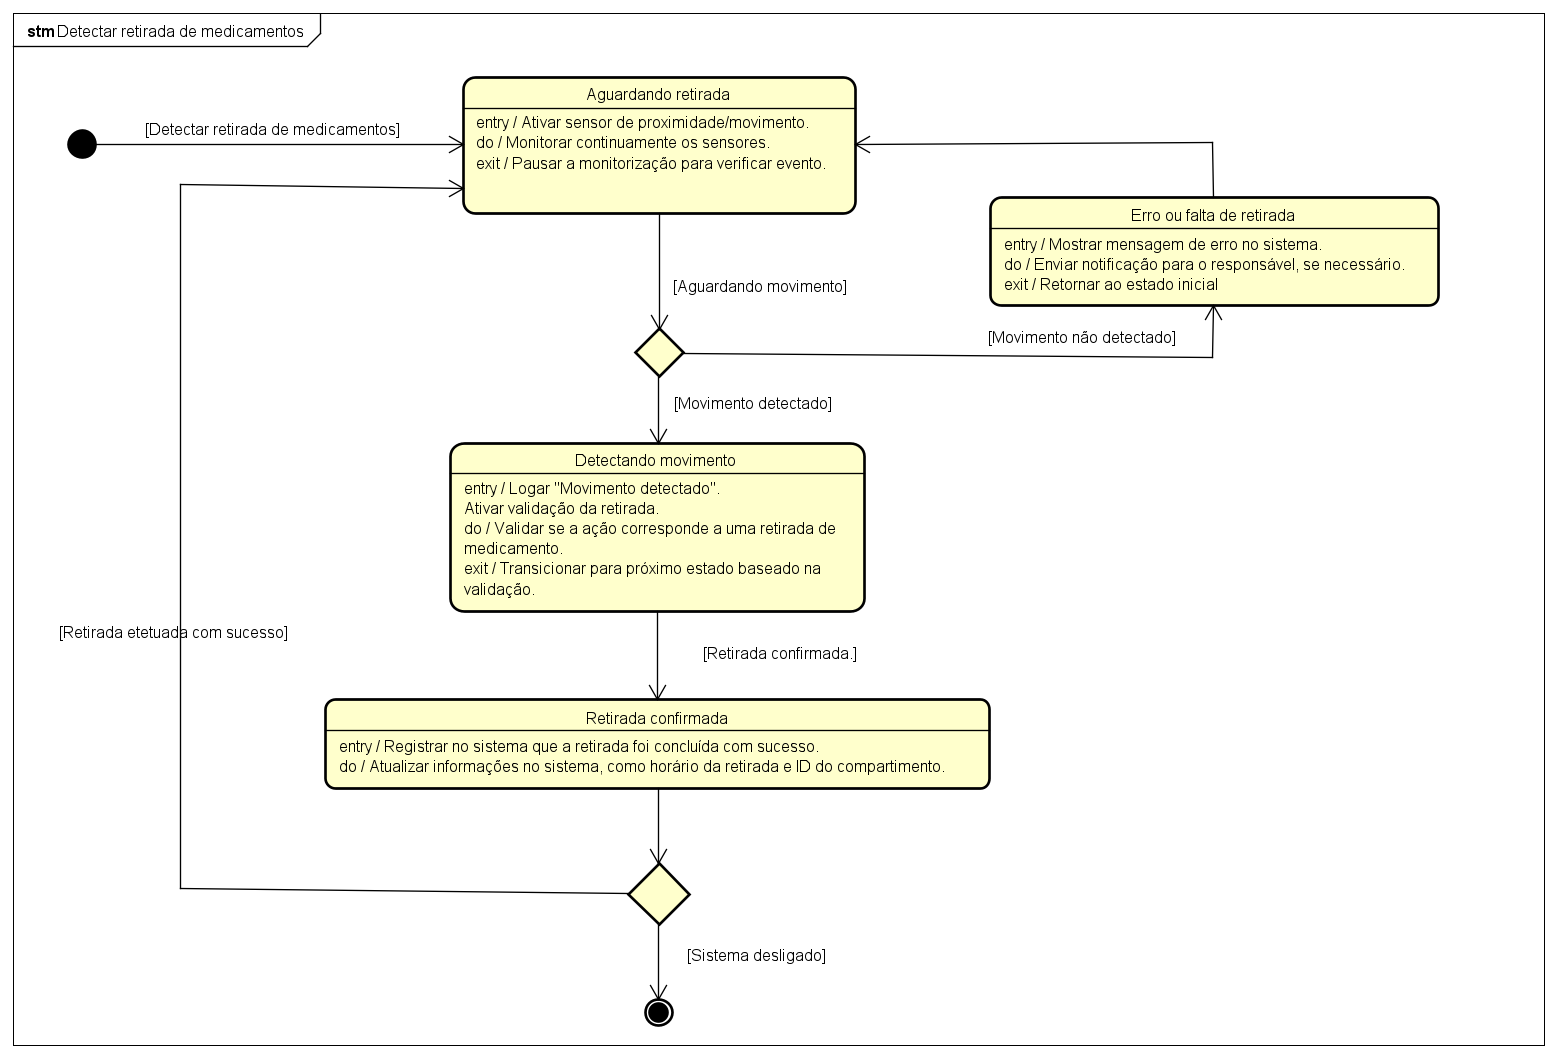 stm Detectar retirada de medicamentos
Aguardando retirada
[Detectar retirada de medicamentos]
entry / Ativar sensor de proximidade/movimento.
do / Monitorar continuamente os sensores.
exit / Pausar a monitorização para verificar evento.
Erro ou falta de retirada
entry / Mostrar mensagem de erro no sistema.
do / Enviar notificação para o responsável, se necessário.
exit / Retornar ao estado inicial
[Aguardando movimento]
[Movimento não detectado]
[Movimento detectado]
Detectando movimento
entry / Logar "Movimento detectado".
Ativar validação da retirada.
do / Validar se a ação corresponde a uma retirada de
medicamento.
exit / Transicionar para próximo estado baseado na
validação.
[Retirada etetuada com sucesso]
[Retirada confirmada.]
Retirada confirmada
entry / Registrar no sistema que a retirada foi concluída com sucesso.
do / Atualizar informações no sistema, como horário da retirada e ID do compartimento.
[Sistema desligado]